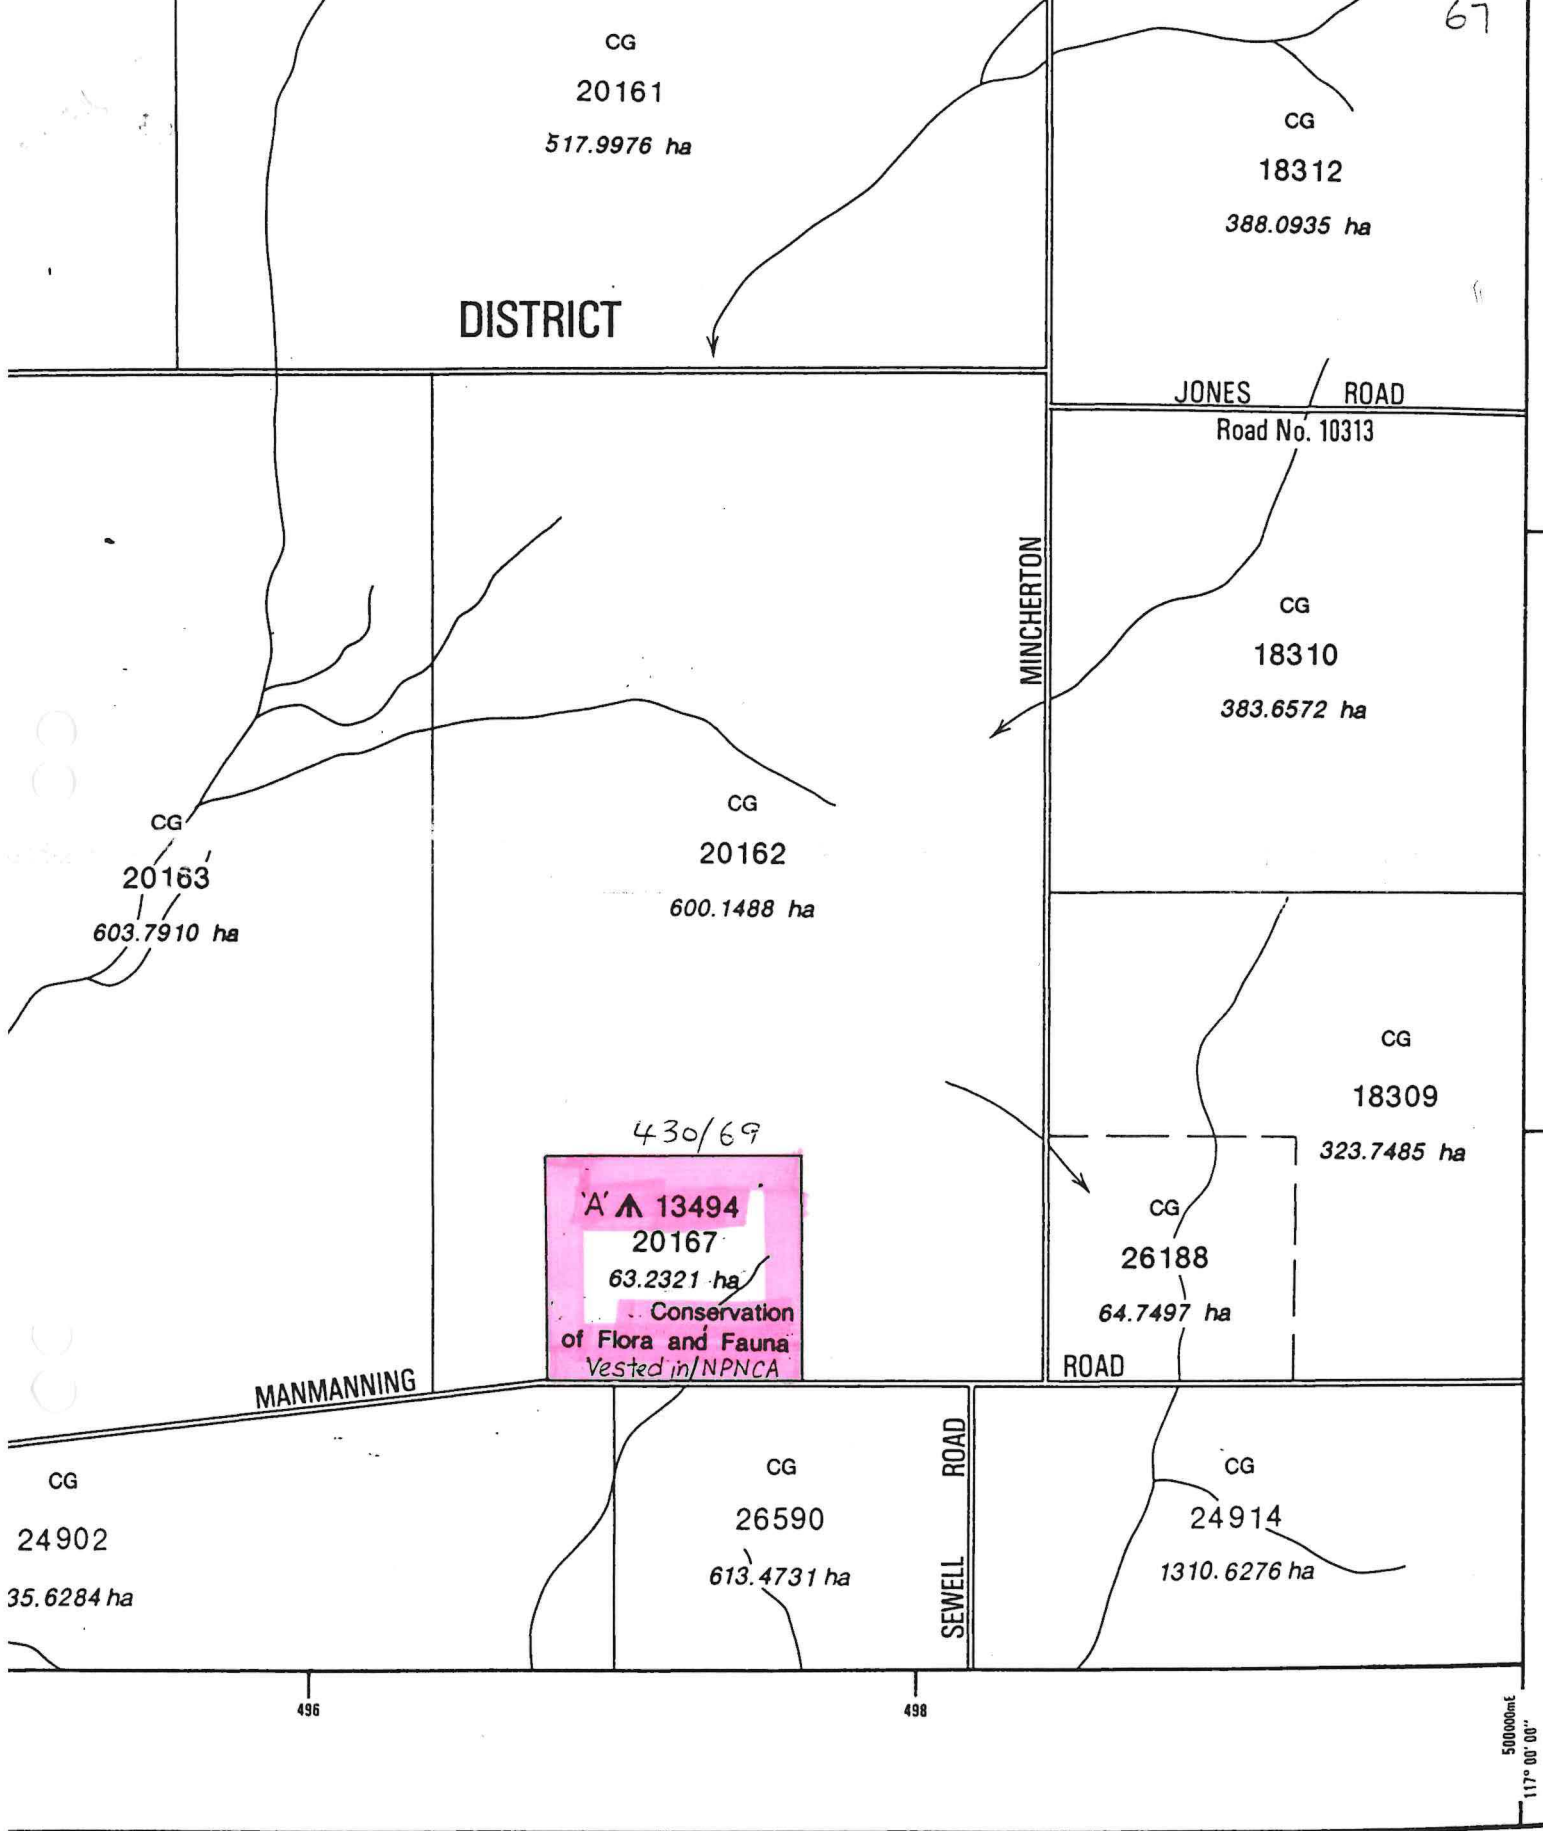 67
CG
20161
517.9976 ha
CG
18312
388.0935 ha
DISTRICT
JONES ROAD
Road No. 10313
MINCHERTON
CG
18310
383.6572 ha
CG
20163
603.7910 ha
CG
20162
600.1488 ha
CG
18309
323.7485 ha
430/69
'A' 13494
20167
63.2321 ha
Conservation
of Flora and Fauna
Vested in NPNCA
CG
26188
64.7497 ha
MANMANNING
ROAD
CG
24902
35.6284 ha
CG
26590
613.4731 ha
SEWELL ROAD
CG
24914
1310.6276 ha
496
498
500000mE
117° 00' 00"